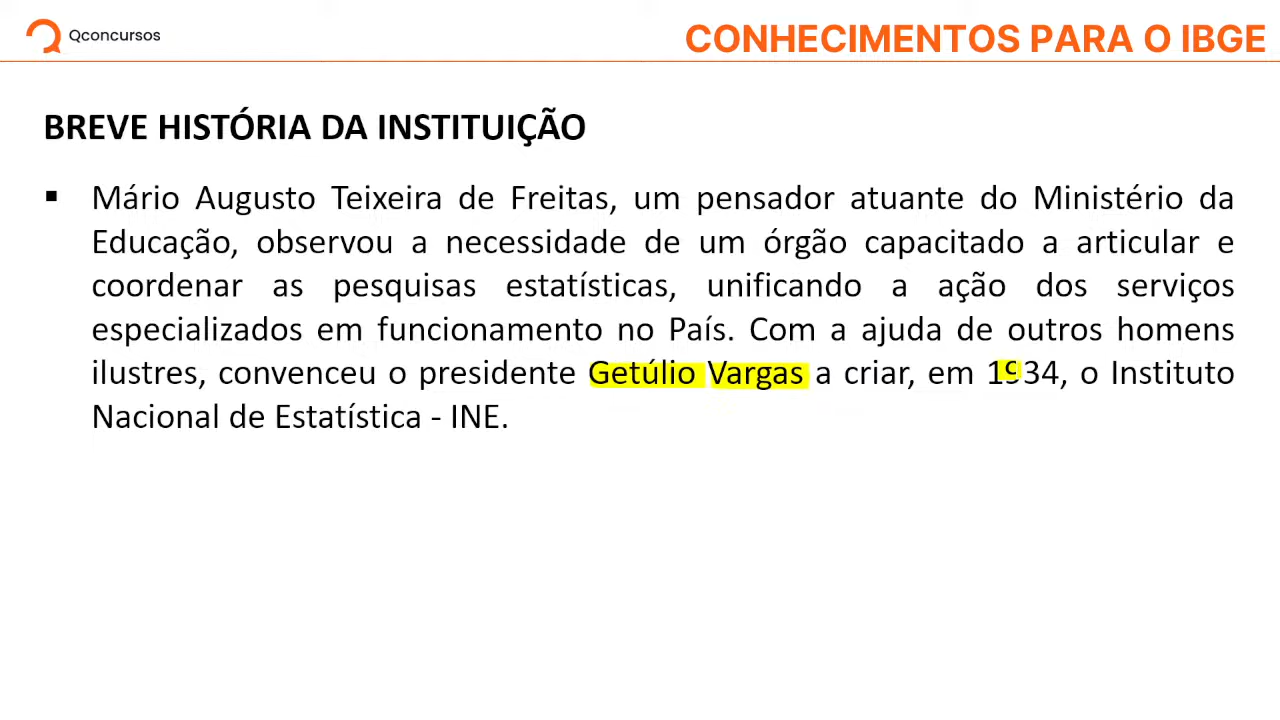 Qconcursos
CONHECIMENTOS PARA O IBGE
BREVE HISTÓRIA DA INSTITUIÇÃO
▪ Mário Augusto Teixeira de Freitas, um pensador atuante do Ministério da
Educação, observou a necessidade de um órgão capacitado a articular e
coordenar as pesquisas estatísticas, unificando a ação dos serviços
especializados em funcionamento no País. Com a ajuda de outros homens
ilustres, convenceu o presidente Getúlio Vargas a criar, em 1934, o Instituto
Nacional de Estatística - INE.